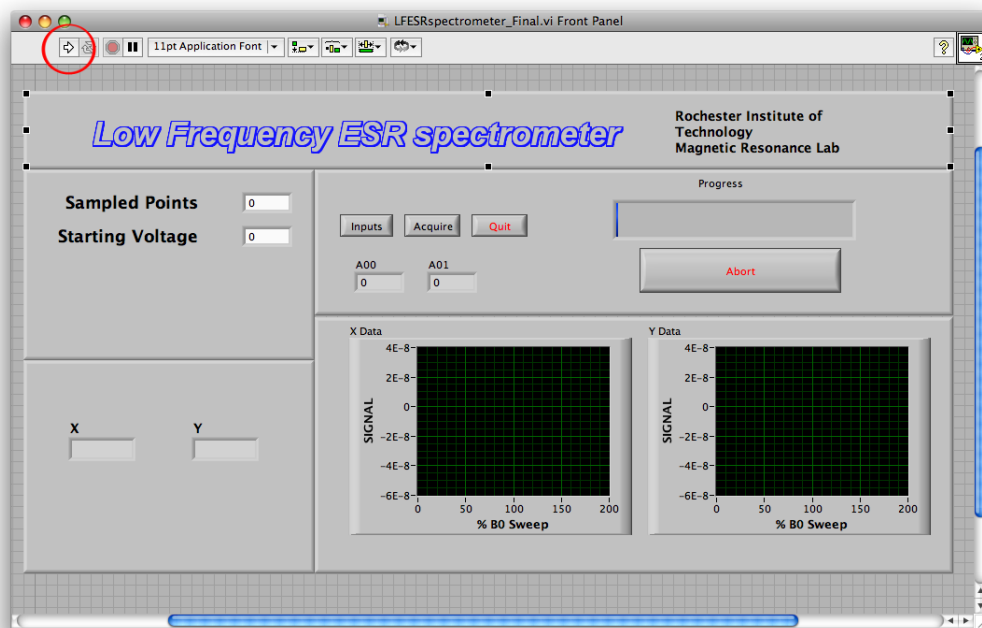 LFESRspectrometer_Final.vi Front Panel
11pt Application Font
?
Low Frequency ESR spectrometer
Rochester Institute of
Technology
Magnetic Resonance Lab
Sampled Points 0
Starting Voltage 0
Inputs Acquire Quit
Progress
A00 A01
0 0
Abort
X Y
X Data
4E-8
2E-8
0
-2E-8
-4E-8
-6E-8
SIGNAL
0 50 100 150 200
% B0 Sweep
Y Data
4E-8
2E-8
0
-2E-8
-4E-8
-6E-8
SIGNAL
0 50 100 150 200
% B0 Sweep